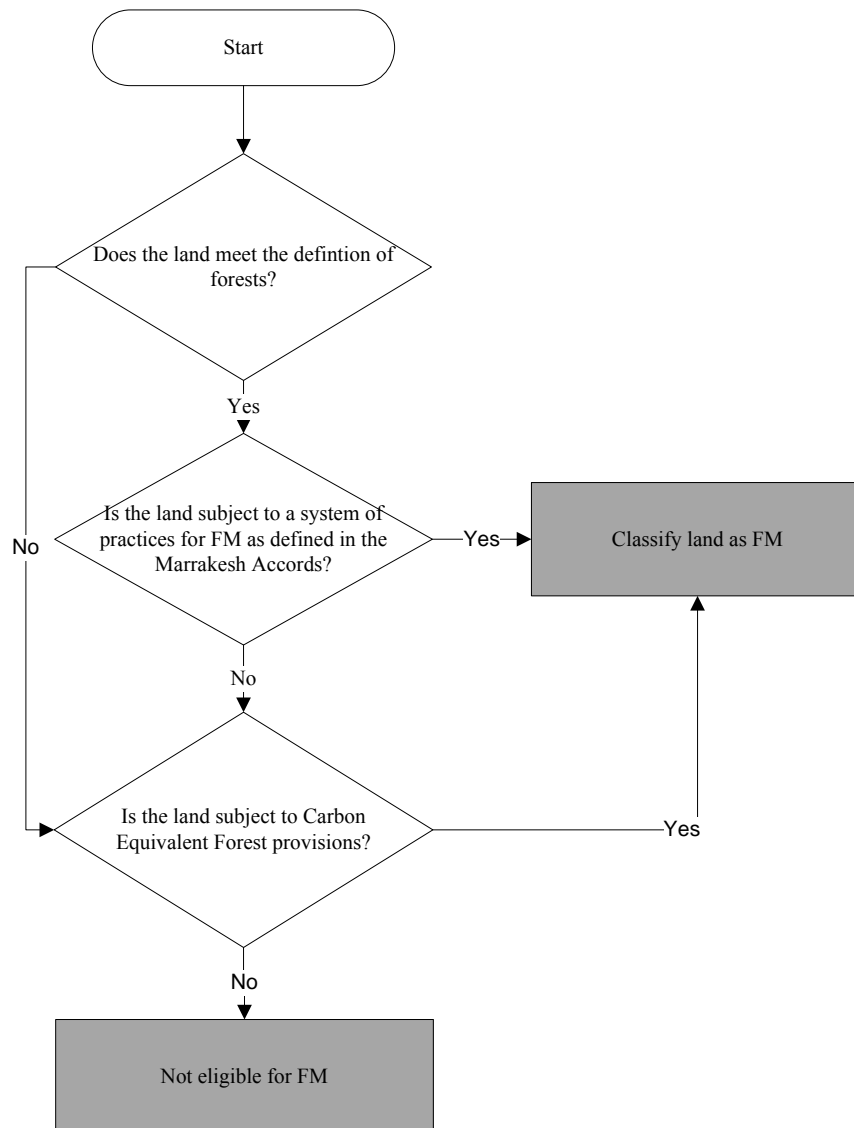 Start
Does the land meet the defintion of
forests?
Yes
Is the land subject to a system of
practices for FM as defined in the
Marrakesh Accords?
Yes
Classify land as FM
No
No
Is the land subject to Carbon
Equivalent Forest provisions?
Yes
No
Not eligible for FM